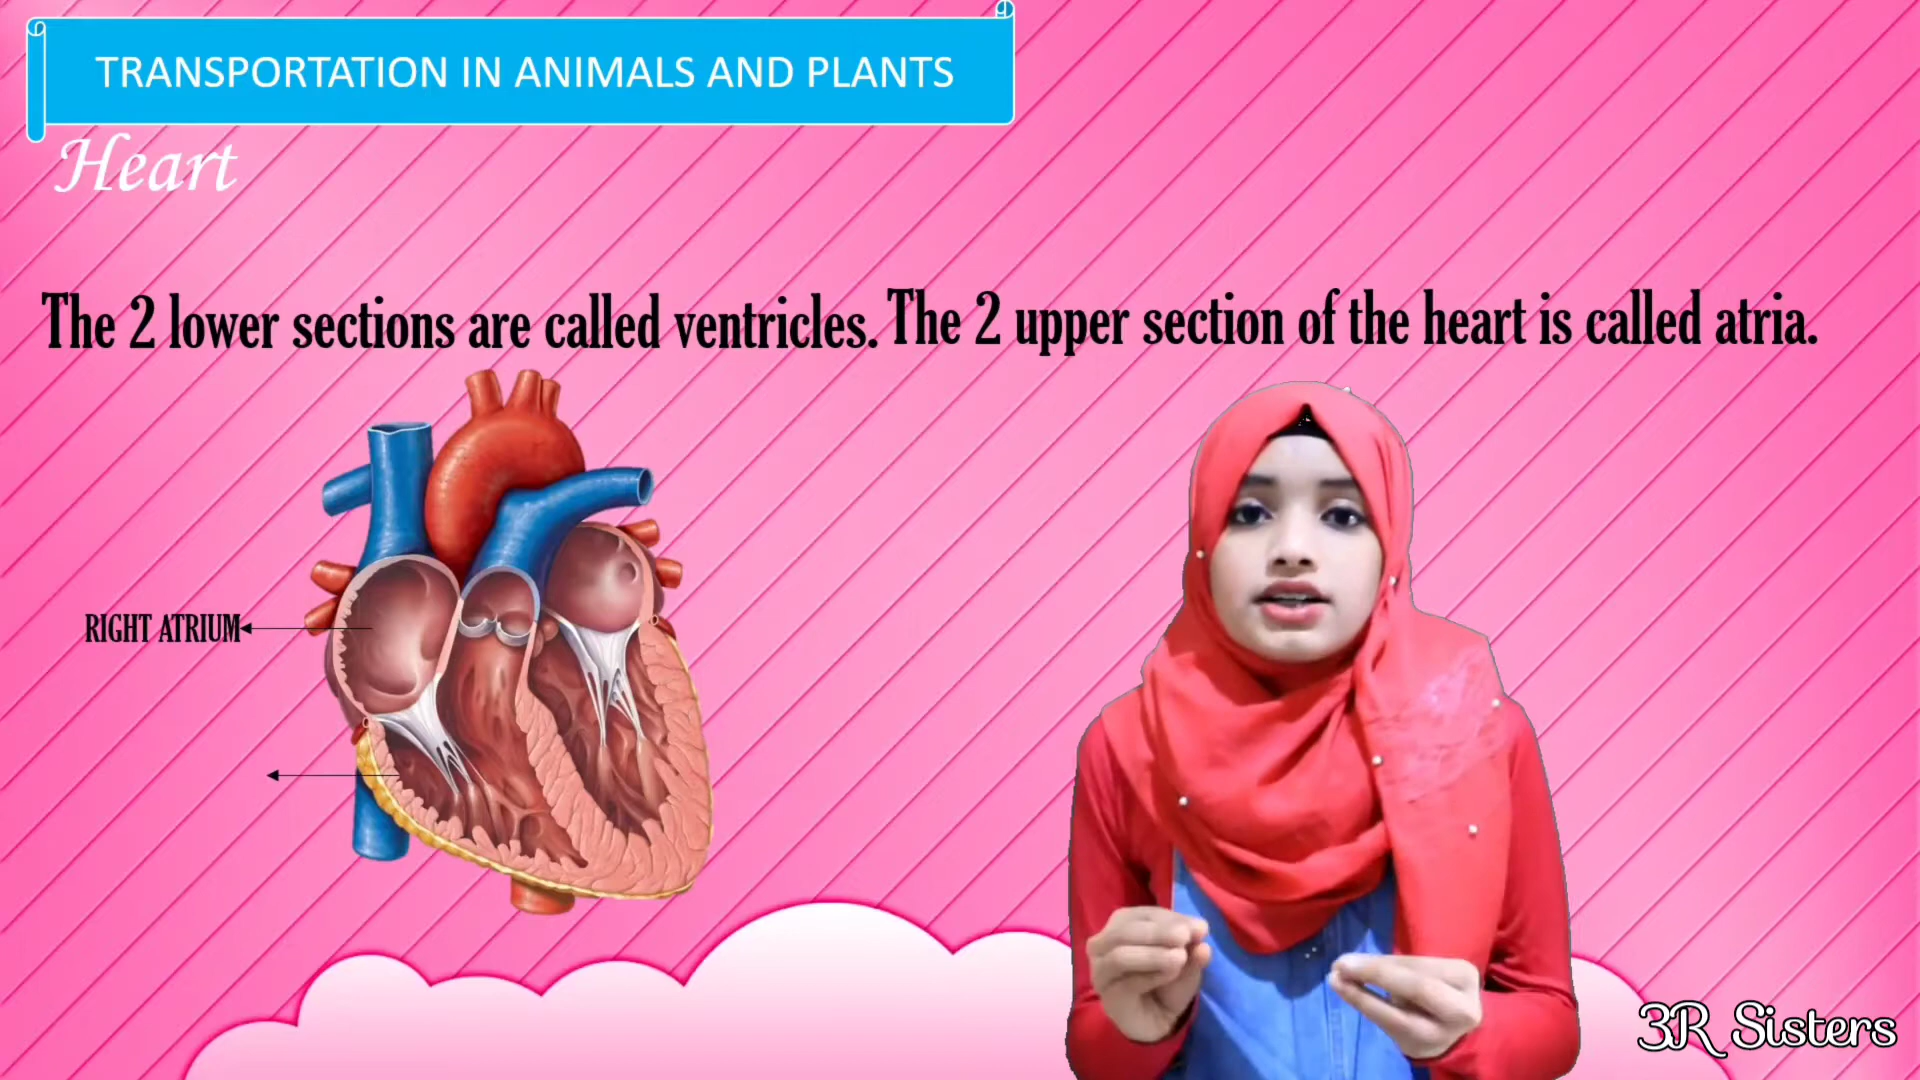 TRANSPORTATION IN ANIMALS AND PLANTS
Heart
The 2 lower sections are called ventricles.
The 2 upper section of the heart is called atria.
RIGHT ATRIUM
3R Sisters